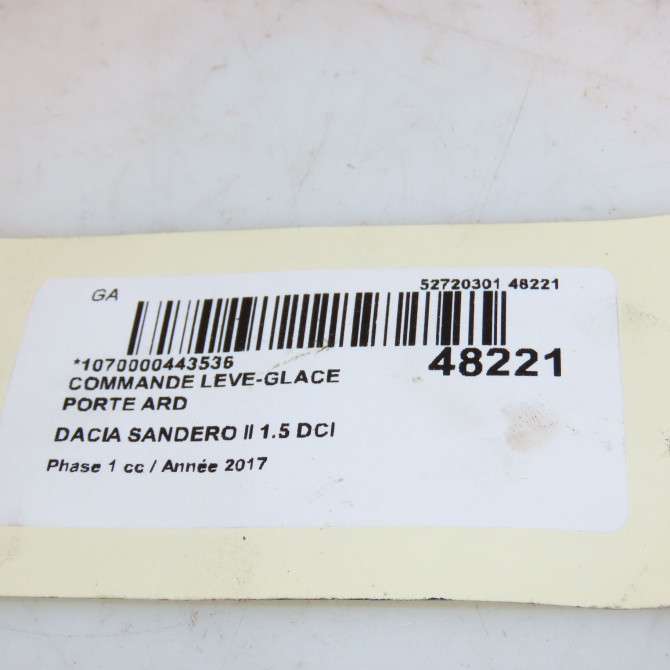 GA
52720301 48221
*1070000443536
48221
COMMANDE LEVE-GLACE
PORTE ARD
DACIA SANDERO II 1.5 DCI
Phase 1 cc / Année 2017